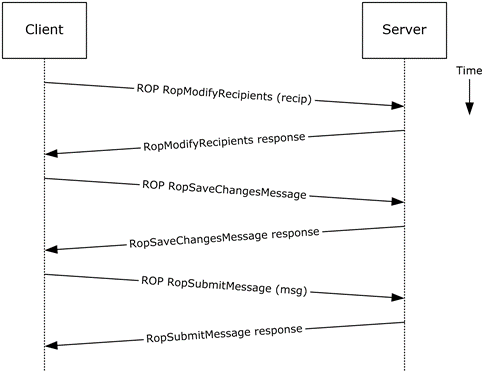 Client
Server
Time
ROP RopModifyRecipients (recip)
RopModifyRecipients response
ROP RopSaveChangesMessage
RopSaveChangesMessage response
ROP RopSubmitMessage (msg)
RopSubmitMessage response